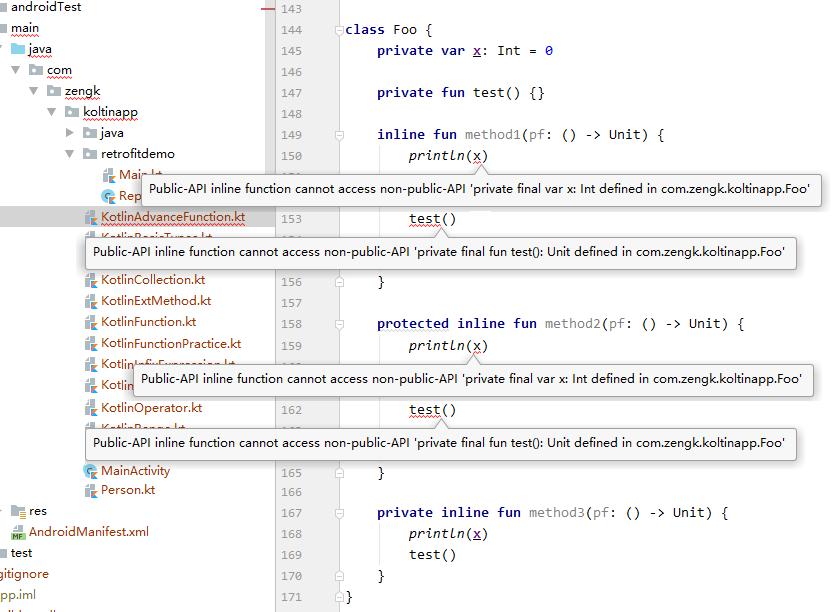 androidTest
main
java
com
zengk
koltinapp
java
retrofitdemo
Main.kt
Rep
KotlinAdvanceFunction.kt
KotlinBasicTypes.kt
KotlinCollection.kt
KotlinExtMethod.kt
KotlinFunction.kt
KotlinFunctionPractice.kt
KotlinInfixExpression.kt
KotlinOperator.kt
KotlinRange.kt
MainActivity
Person.kt
res
AndroidManifest.xml
test
gitignore
pp.iml
143
144 class Foo {
145 private var x: Int = 0
146
147 private fun test() {}
148
149 inline fun method1(pf: () -> Unit) {
150 println(x)
Public-API inline function cannot access non-public-API 'private final var x: Int defined in com.zengk.koltinapp.Foo'
153 test()
Public-API inline function cannot access non-public-API 'private final fun test(): Unit defined in com.zengk.koltinapp.Foo'
156 }
157
158 protected inline fun method2(pf: () -> Unit) {
159 println(x)
Public-API inline function cannot access non-public-API 'private final var x: Int defined in com.zengk.koltinapp.Foo'
162 test()
Public-API inline function cannot access non-public-API 'private final fun test(): Unit defined in com.zengk.koltinapp.Foo'
165 }
166
167 private inline fun method3(pf: () -> Unit) {
168 println(x)
169 test()
170 }
171 }